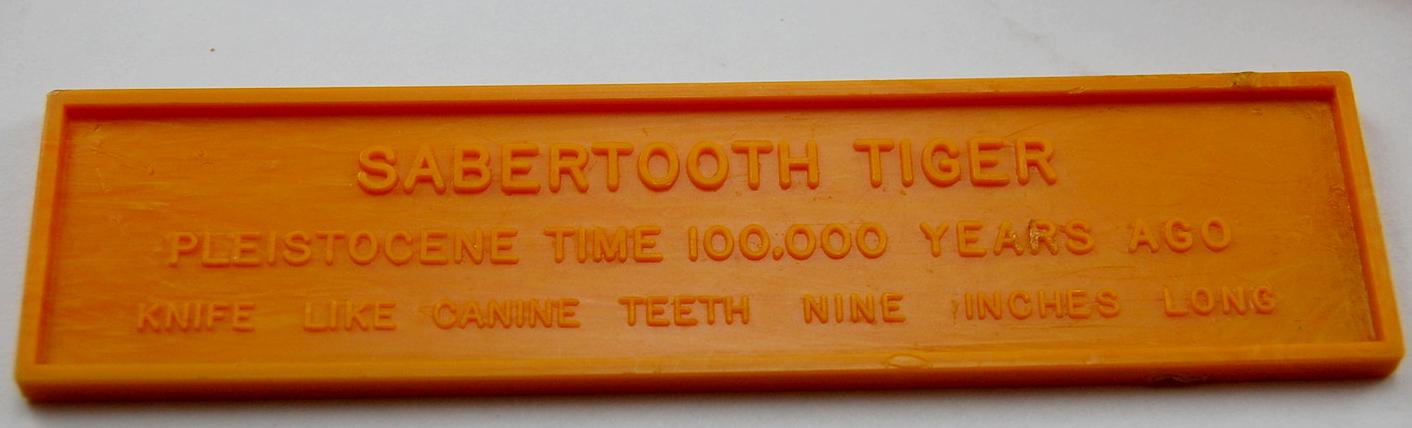 SABERTOOTH TIGER
PLEISTOCENE TIME 100,000 YEARS AGO
KNIFE LIKE CANINE TEETH NINE INCHES LONG